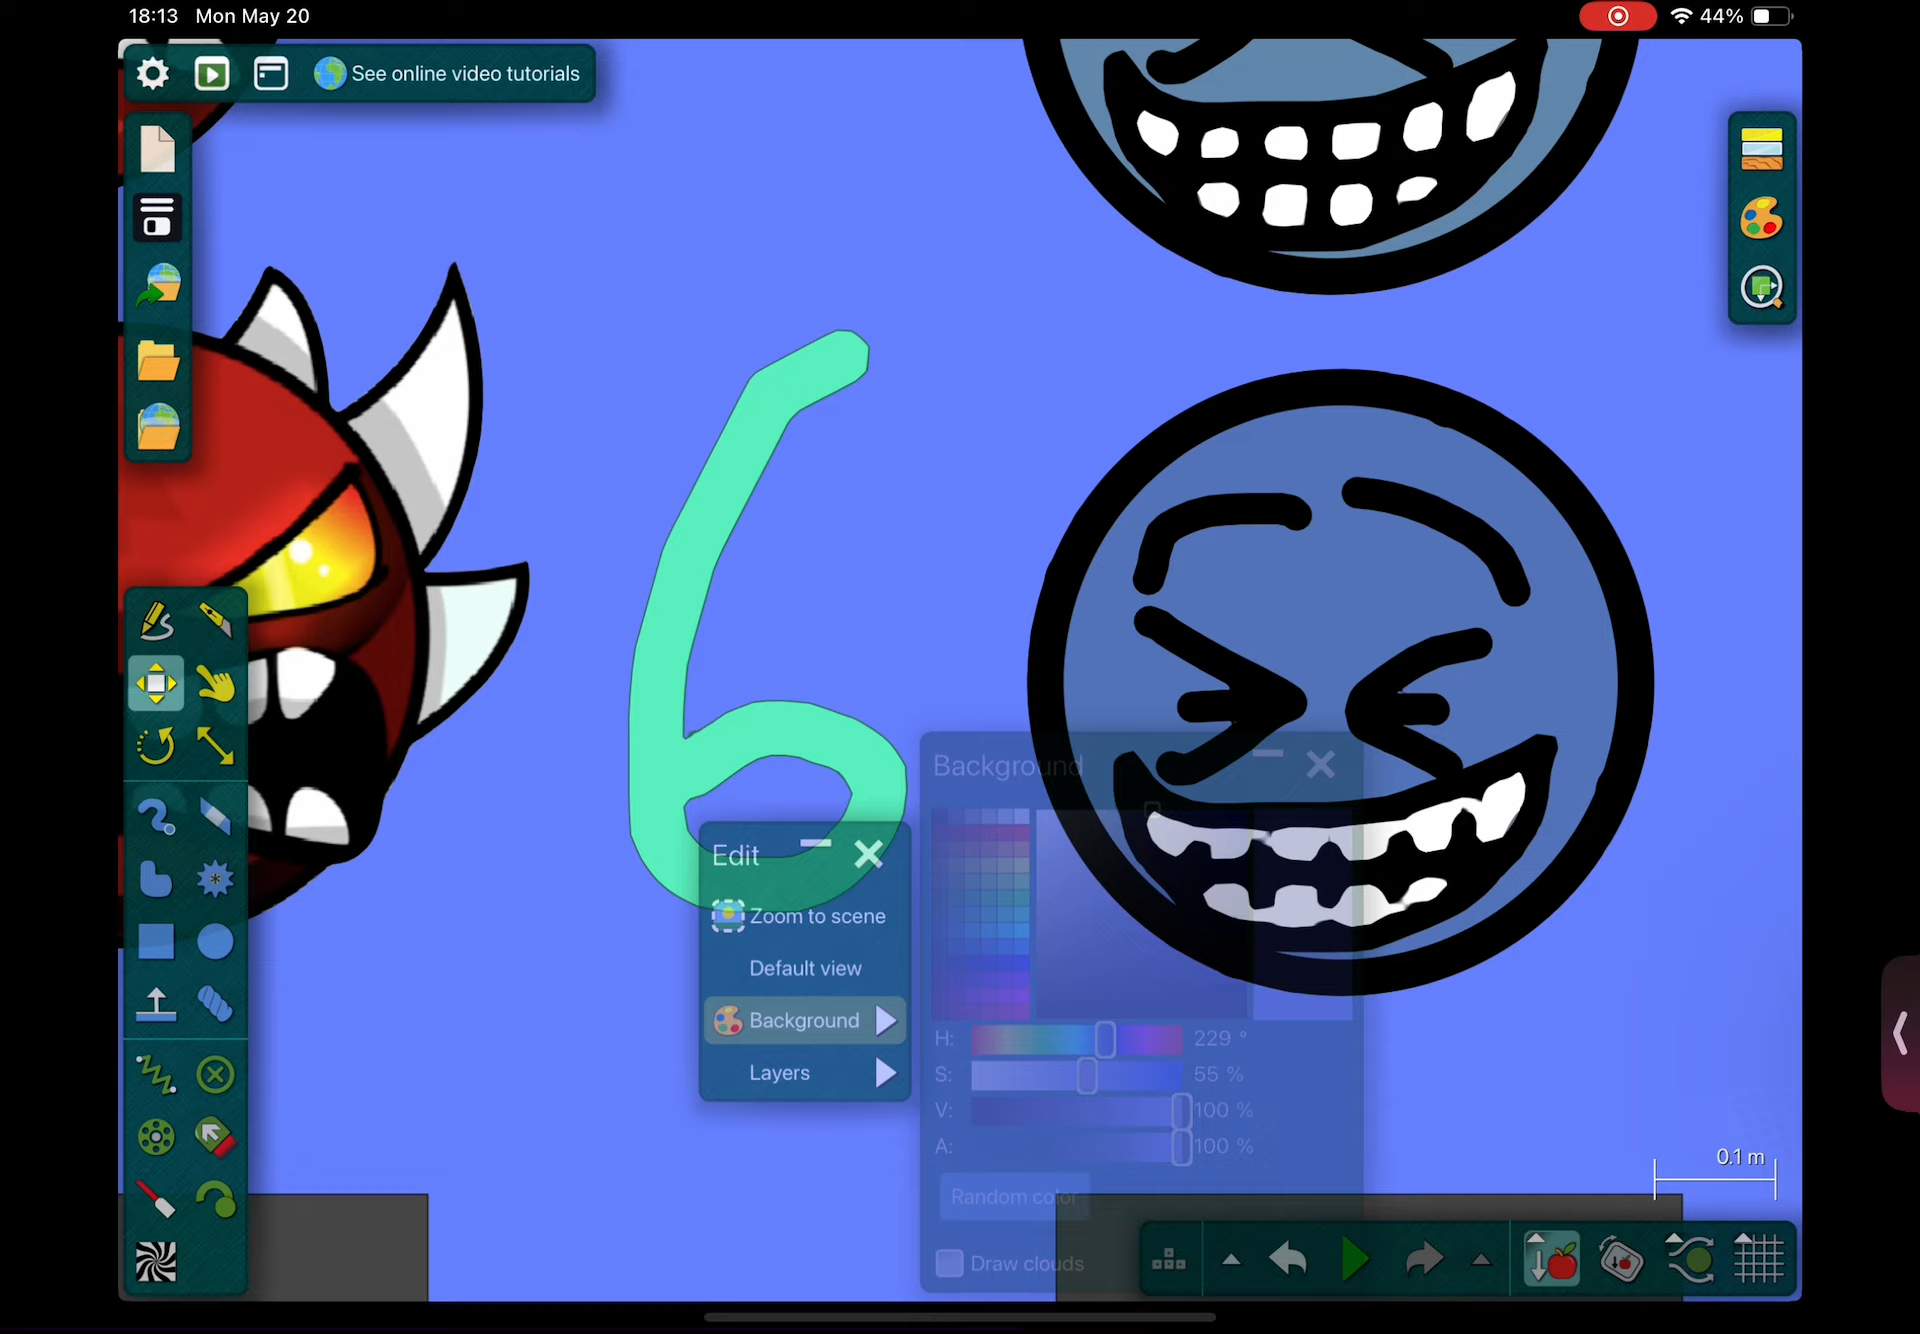 18:13 Mon May 20
44%
See online video tutorials
6
Background
Edit
Zoom to scene
Default view
Background
Layers
H: 229 °
S: 55 %
V: 100 %
A: 100 %
Random color
Draw clouds
0.1 m